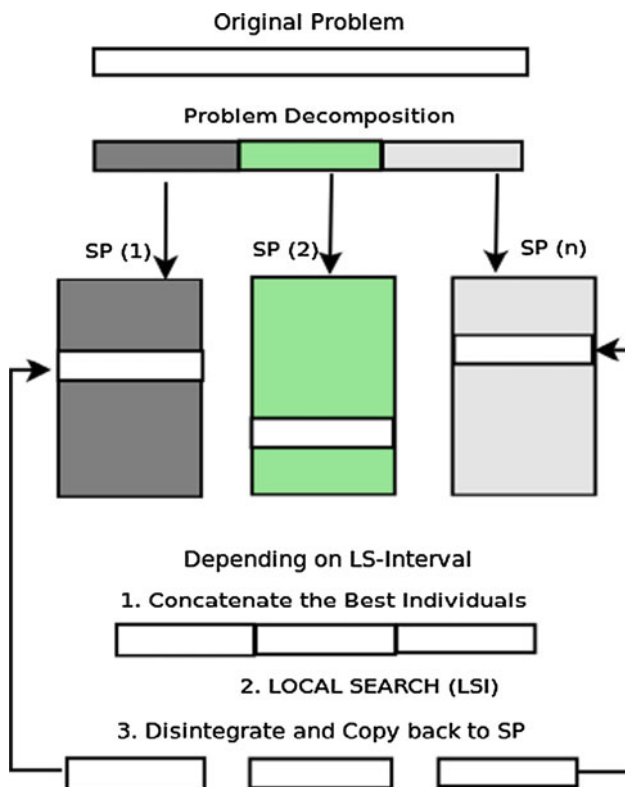 Original Problem
Problem Decomposition
SP (1)
SP (2)
SP (n)
Depending on LS-Interval
1. Concatenate the Best Individuals
2. LOCAL SEARCH (LSI)
3. Disintegrate and Copy back to SP